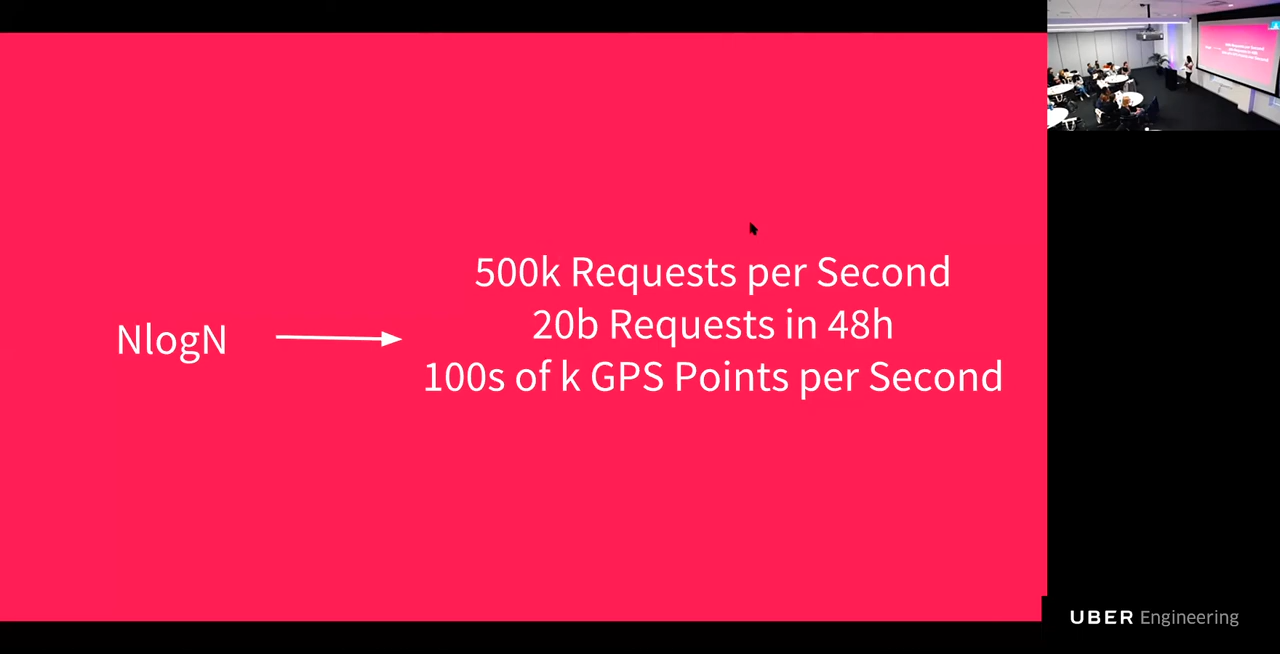 NlogN
500k Requests per Second
20b Requests in 48h
100s of k GPS Points per Second
UBER Engineering